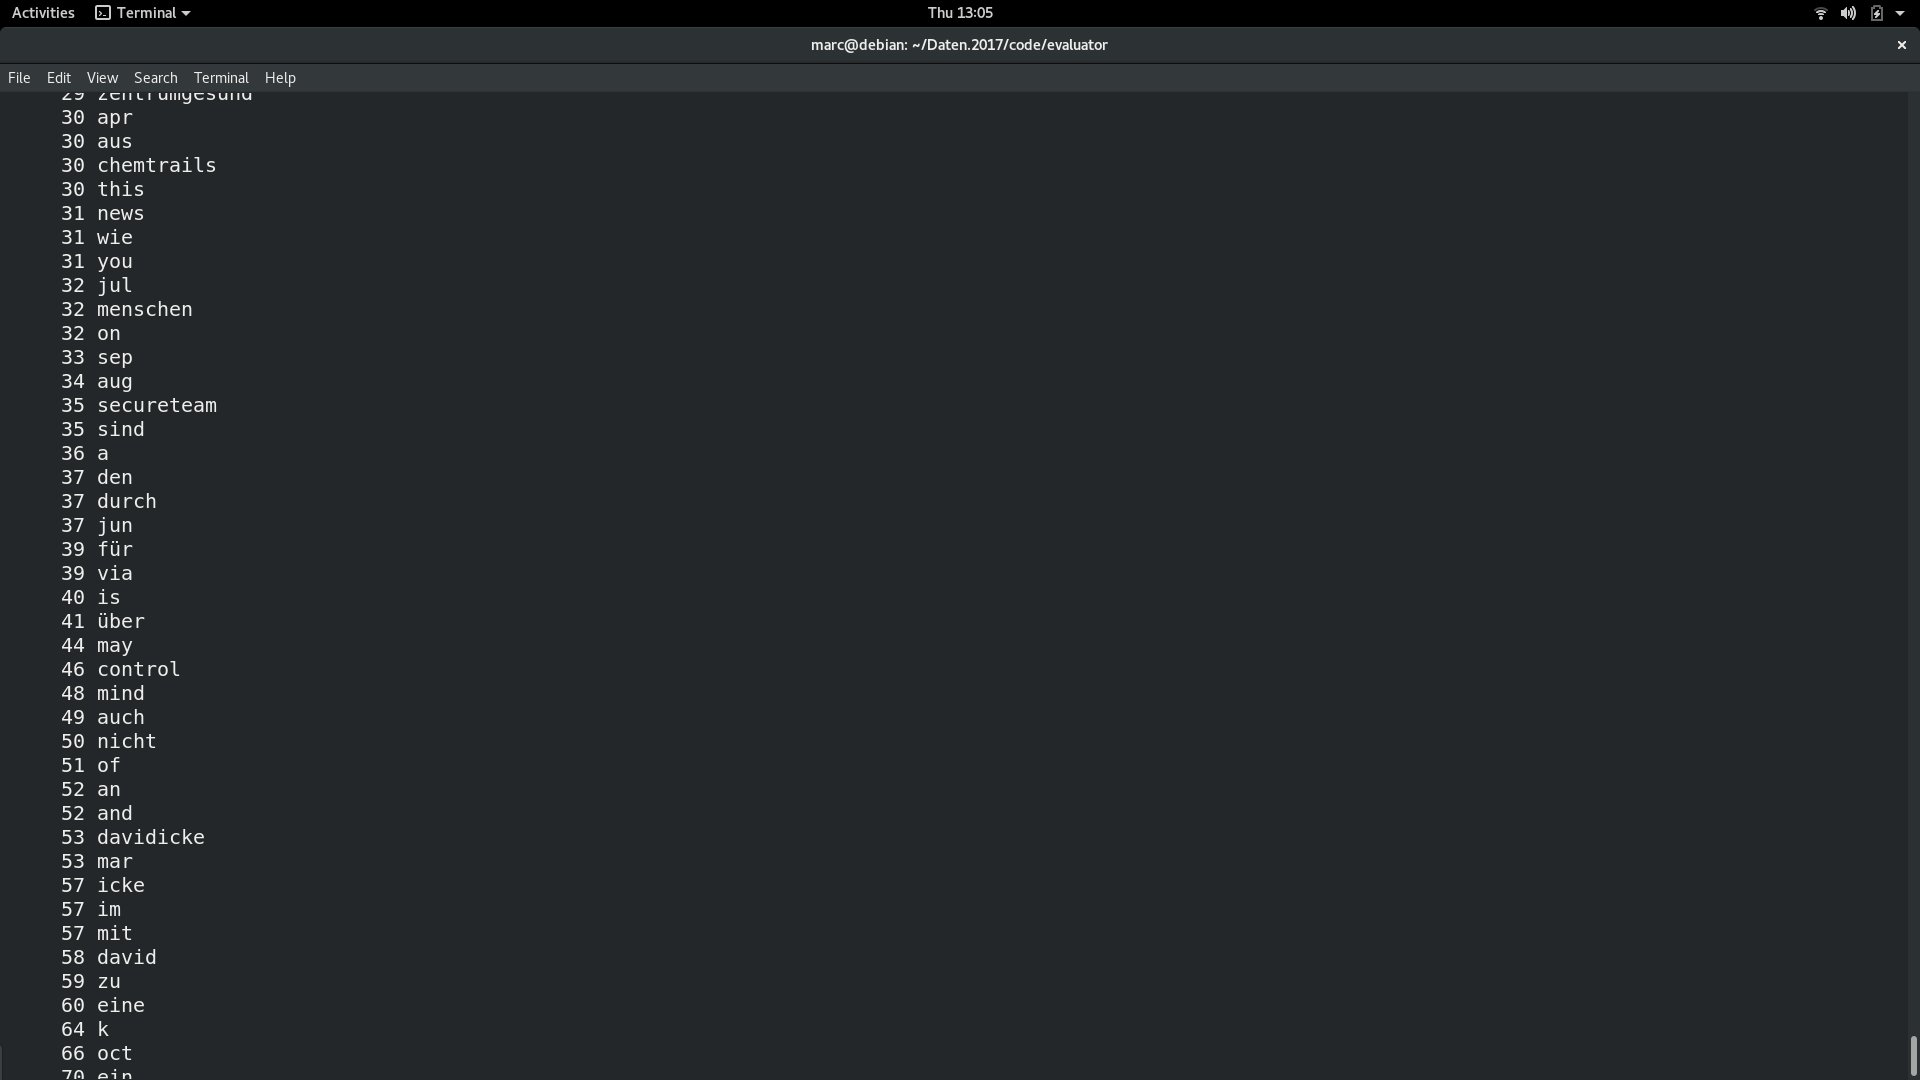 Activities Terminal Thu 13:05
marc@debian: ~/Daten.2017/code/evaluator ×
File Edit View Search Terminal Help
29 zentrumgesund
30 apr
30 aus
30 chemtrails
30 this
31 news
31 wie
31 you
32 jul
32 menschen
32 on
33 sep
34 aug
35 secureteam
35 sind
36 a
37 den
37 durch
37 jun
39 für
39 via
40 is
41 über
44 may
46 control
48 mind
49 auch
50 nicht
51 of
52 an
52 and
53 davidicke
53 mar
57 icke
57 im
57 mit
58 david
59 zu
60 eine
64 k
66 oct
70 ein